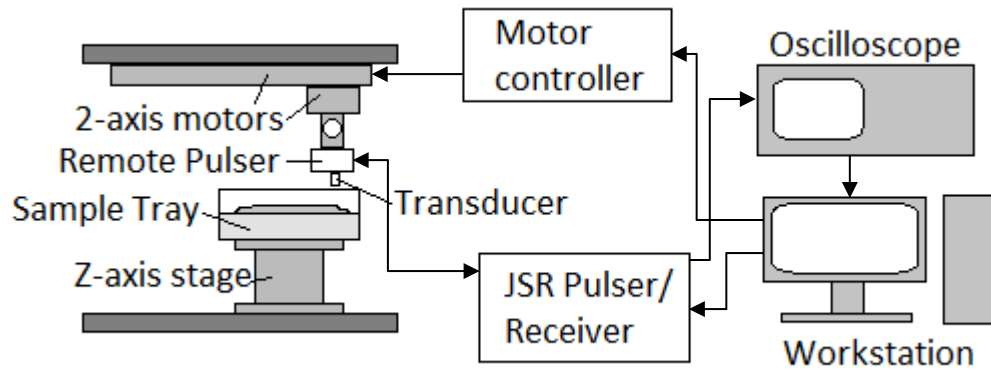 Motor
controller
Oscilloscope
2-axis motors
Remote Pulser
Sample Tray
Transducer
Z-axis stage
JSR Pulser/
Receiver
Workstation